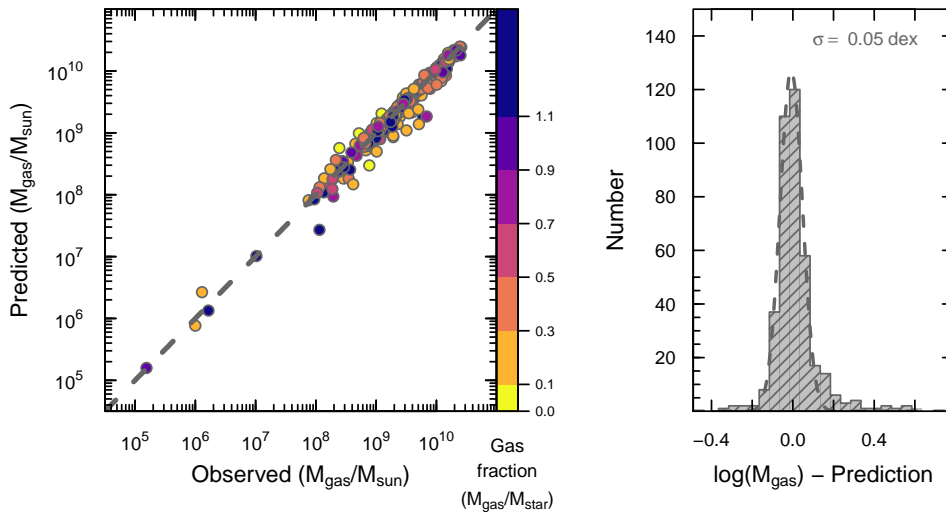 Predicted (M_gas/M_sun)
10^10
10^9
10^8
10^7
10^6
10^5
10^5 10^6 10^7 10^8 10^9 10^10
Observed (M_gas/M_sun)
1.1
0.9
0.7
0.5
0.3
0.1
0.0
Gas
fraction
(M_gas/M_star)
σ = 0.05 dex
Number
140
120
100
80
60
40
20
−0.4 0.0 0.4
log(M_gas) − Prediction